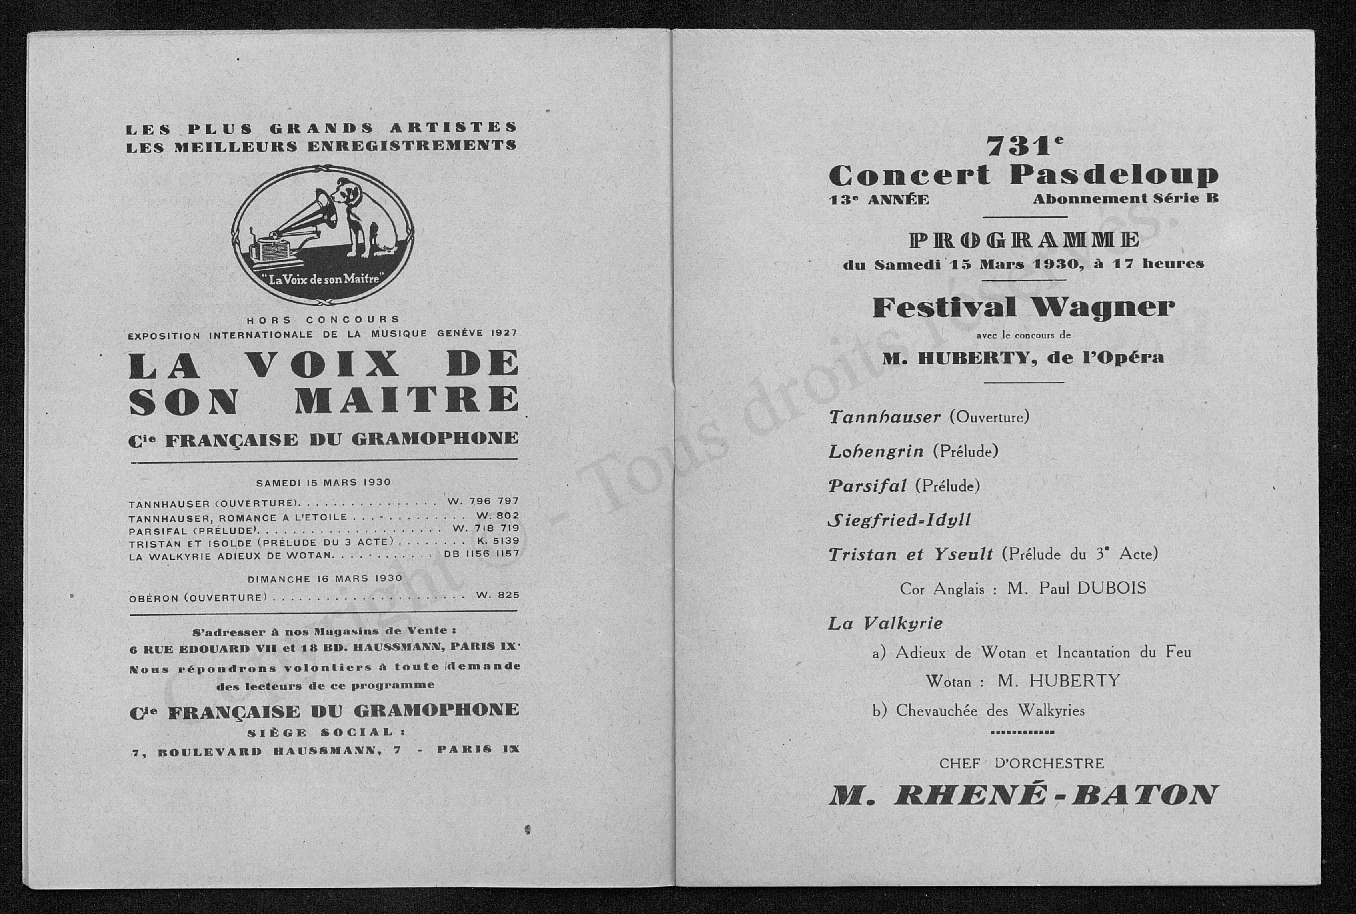 LES PLUS GRANDS ARTISTES
LES MEILLEURS ENREGISTREMENTS
"La Voix de son Maître"
HORS CONCOURS
EXPOSITION INTERNATIONALE DE LA MUSIQUE GENÈVE 1927
LA VOIX DE
SON MAITRE
Cie FRANÇAISE DU GRAMOPHONE
SAMEDI 15 MARS 1930
TANNHAUSER (OUVERTURE). . . . . . . . . . . . . . . . W. 796 797
TANNHAUSER, ROMANCE A L'ETOILE . . . . . . . . . . . . . W. 802
PARSIFAL (PRÉLUDE). . . . . . . . . . . . . . . . . . . . . W. 718 719
TRISTAN ET ISOLDE (PRÉLUDE DU 3 ACTE) . . . . . . . . K. 5139
LA WALKYRIE ADIEUX DE WOTAN. . . . . . . . . . . DB 1156 1157
DIMANCHE 16 MARS 1930
OBÉRON (OUVERTURE) . . . . . . . . . . . . . . . . . . . . . W. 825
S'adresser à nos Magasins de Vente :
6 RUE EDOUARD VII et 18 BD. HAUSSMANN, PARIS IX·
Nous répondrons volontiers à toute demande
des lecteurs de ce programme
Cie FRANÇAISE DU GRAMOPHONE
SIÈGE SOCIAL :
7, BOULEVARD HAUSSMANN, 7 - PARIS IX
731e
Concert Pasdeloup
13e ANNÉE Abonnement Série B
PROGRAMME
du Samedi 15 Mars 1930, à 17 heures
Festival Wagner
avec le concours de
M. HUBERTY, de l'Opéra
Tannhauser (Ouverture)
Lohengrin (Prélude)
Parsifal (Prélude)
Siegfried-Idyll
Tristan et Yseult (Prélude du 3e Acte)
Cor Anglais : M. Paul DUBOIS
La Valkyrie
a) Adieux de Wotan et Incantation du Feu
Wotan : M. HUBERTY
b) Chevauchée des Walkyries
CHEF D'ORCHESTRE
M. RHENÉ-BATON
Copyright © - Tous droits réservés.